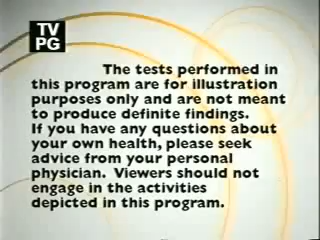 TV
PG
The tests performed in
this program are for illustration
purposes only and are not meant
to produce definite findings.
If you have any questions about
your own health, please seek
advice from your personal
physician. Viewers should not
engage in the activities
depicted in this program.